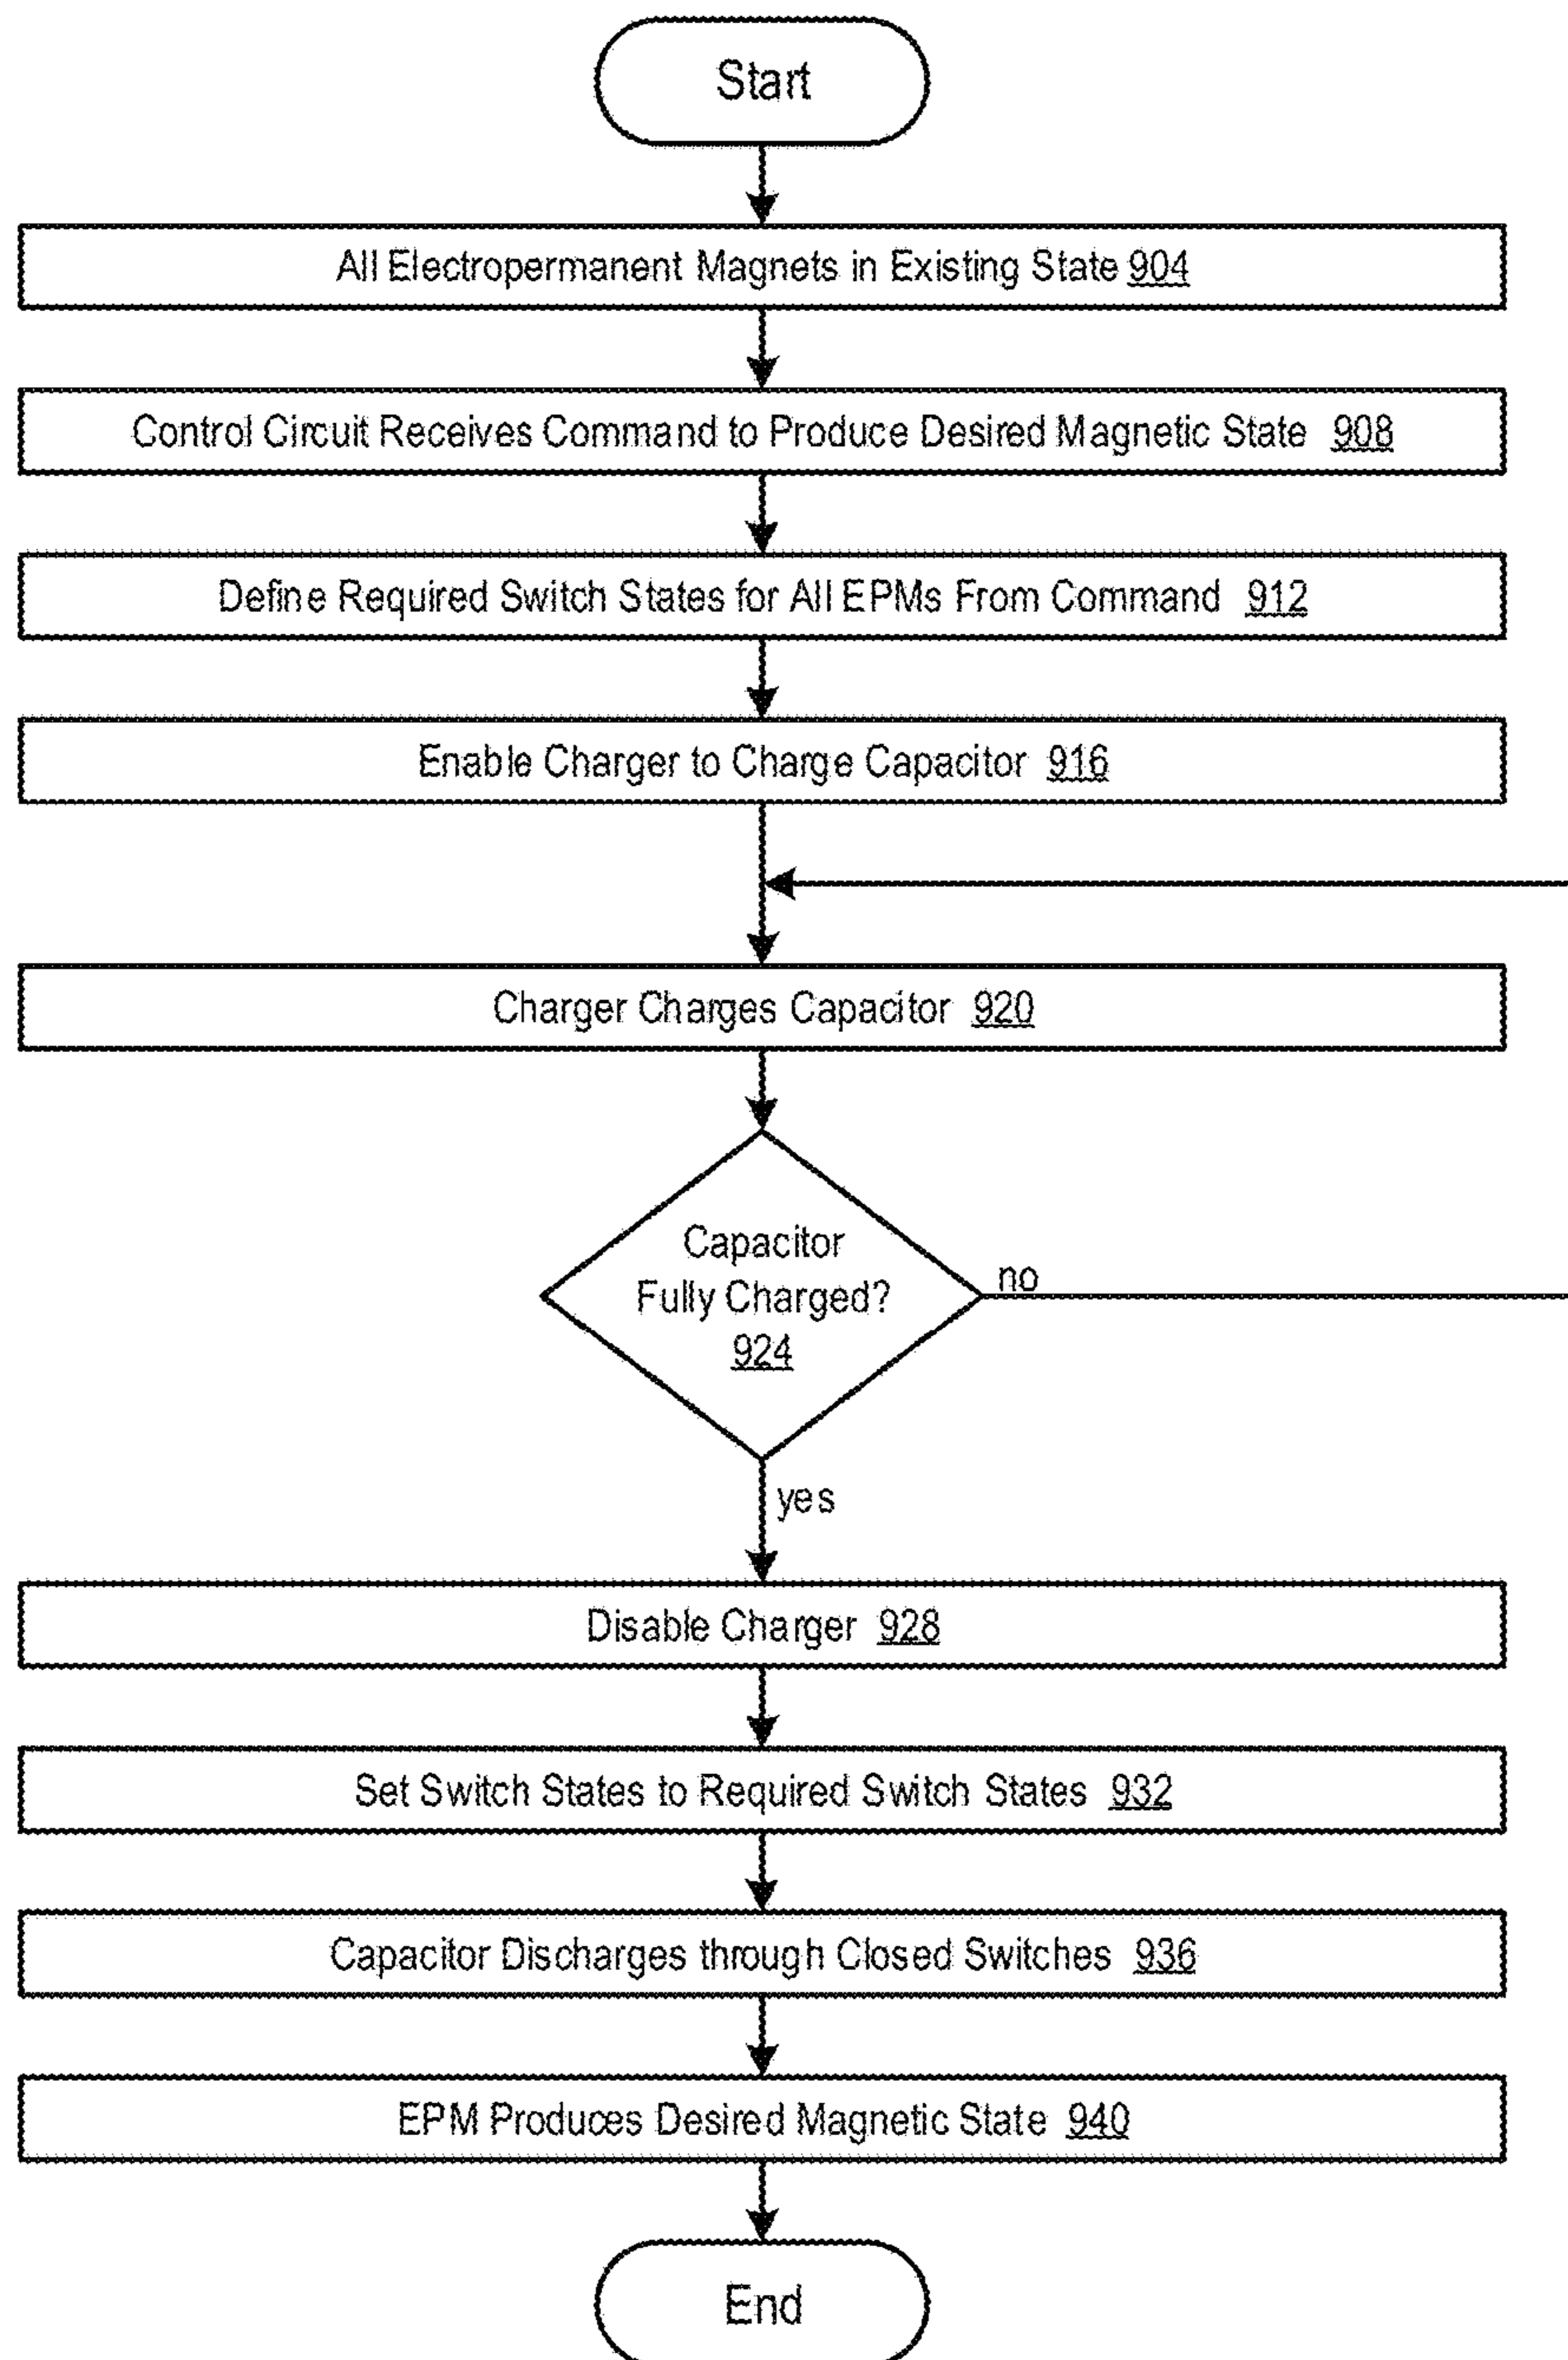 Start
All Electropermanent Magnets in Existing State 904
Control Circuit Receives Command to Produce Desired Magnetic State 908
Define Required Switch States for All EPMs From Command 912
Enable Charger to Charge Capacitor 916
Charger Charges Capacitor 920
Capacitor
Fully Charged?
924
no
yes
Disable Charger 928
Set Switch States to Required Switch States 932
Capacitor Discharges through Closed Switches 936
EPM Produces Desired Magnetic State 940
End